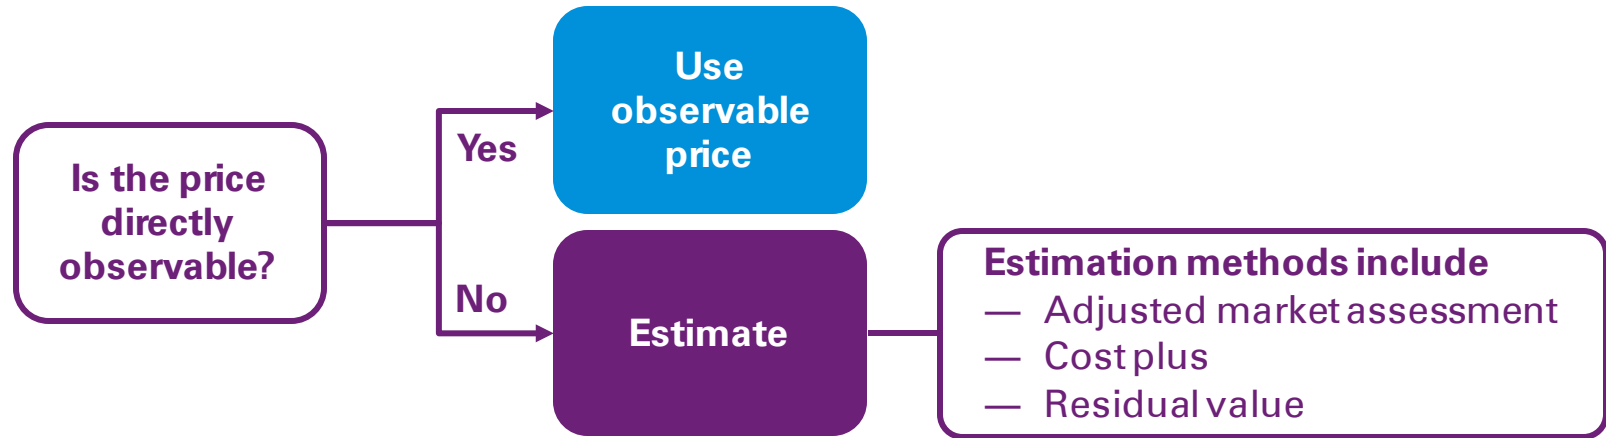 Is the price
directly
observable?
Yes
Use
observable
price
No
Estimate
Estimation methods include
— Adjusted market assessment
— Cost plus
— Residual value